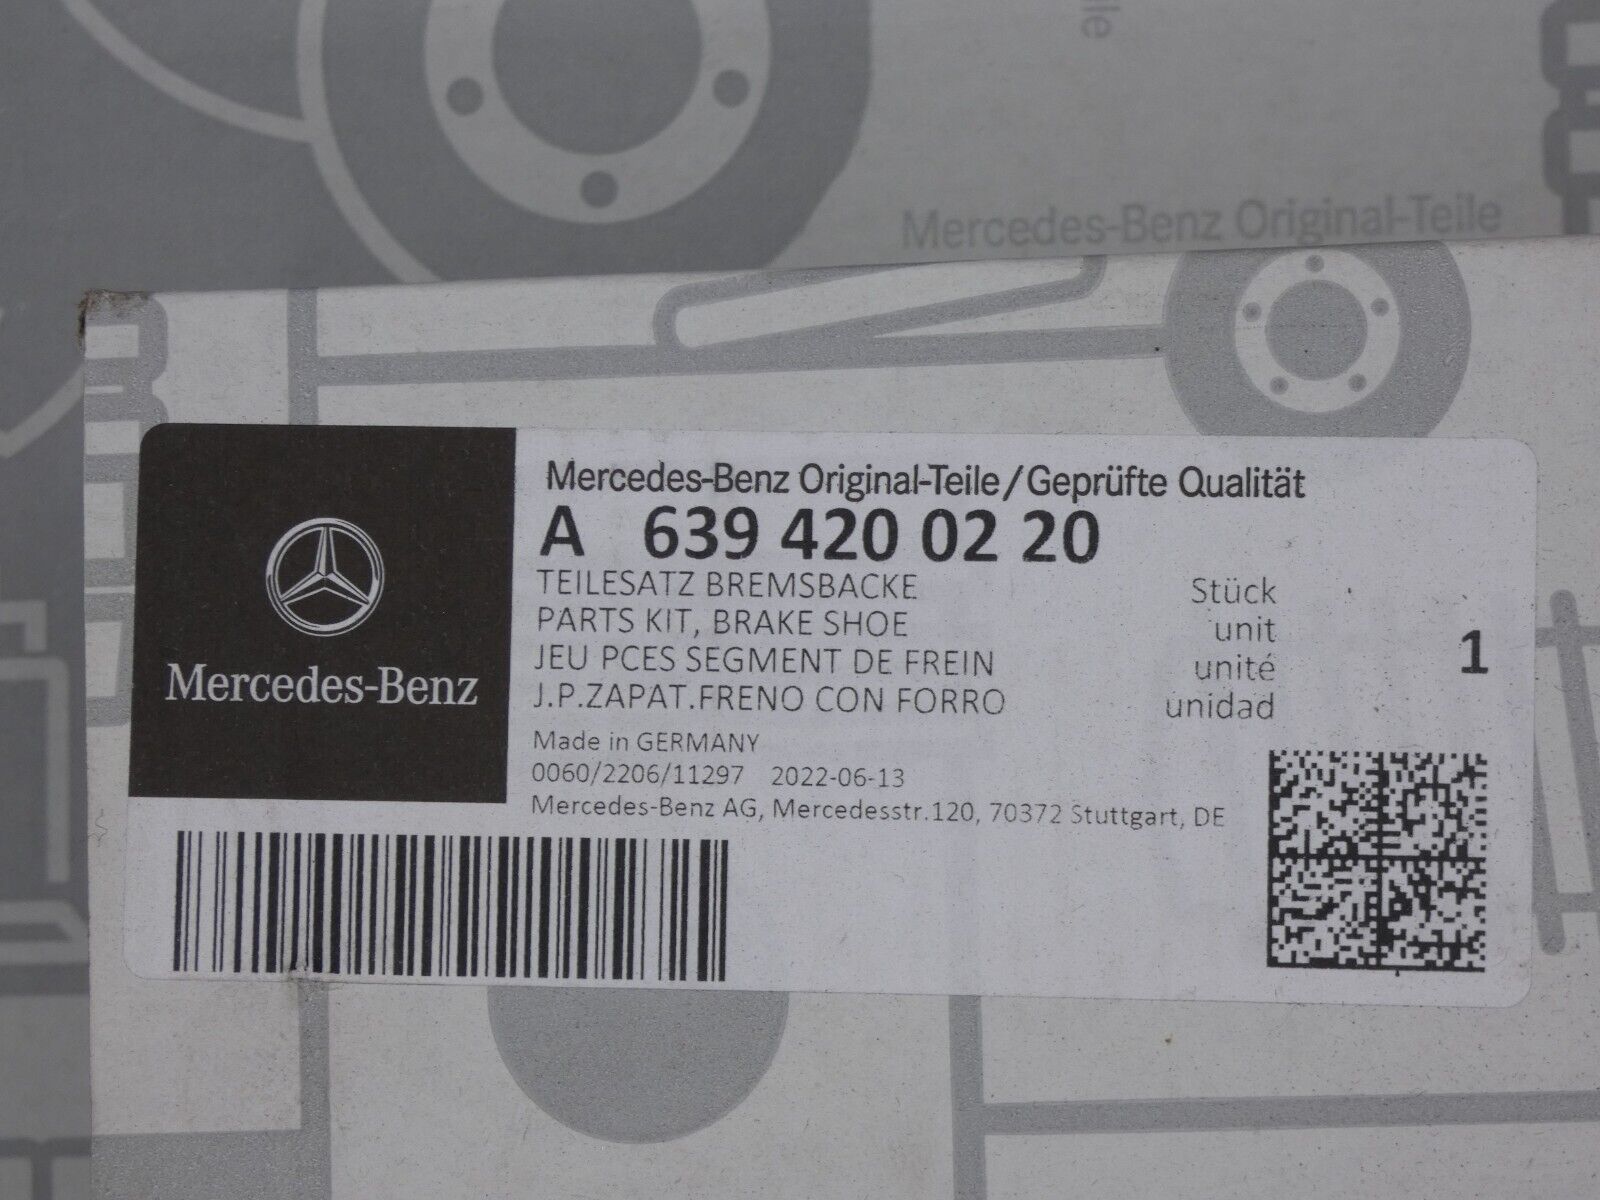 le
Mercedes-Benz Original-Teile
Mercedes-Benz Original-Teile/Geprüfte Qualität
A 639 420 02 20
TEILESATZ BREMSBACKE
PARTS KIT, BRAKE SHOE
JEU PCES SEGMENT DE FREIN
J.P.ZAPAT.FRENO CON FORRO
Stück
unit
unité
unidad
1
Made in GERMANY
0060/2206/11297 2022-06-13
Mercedes-Benz AG, Mercedesstr.120, 70372 Stuttgart, DE
Mercedes-Benz